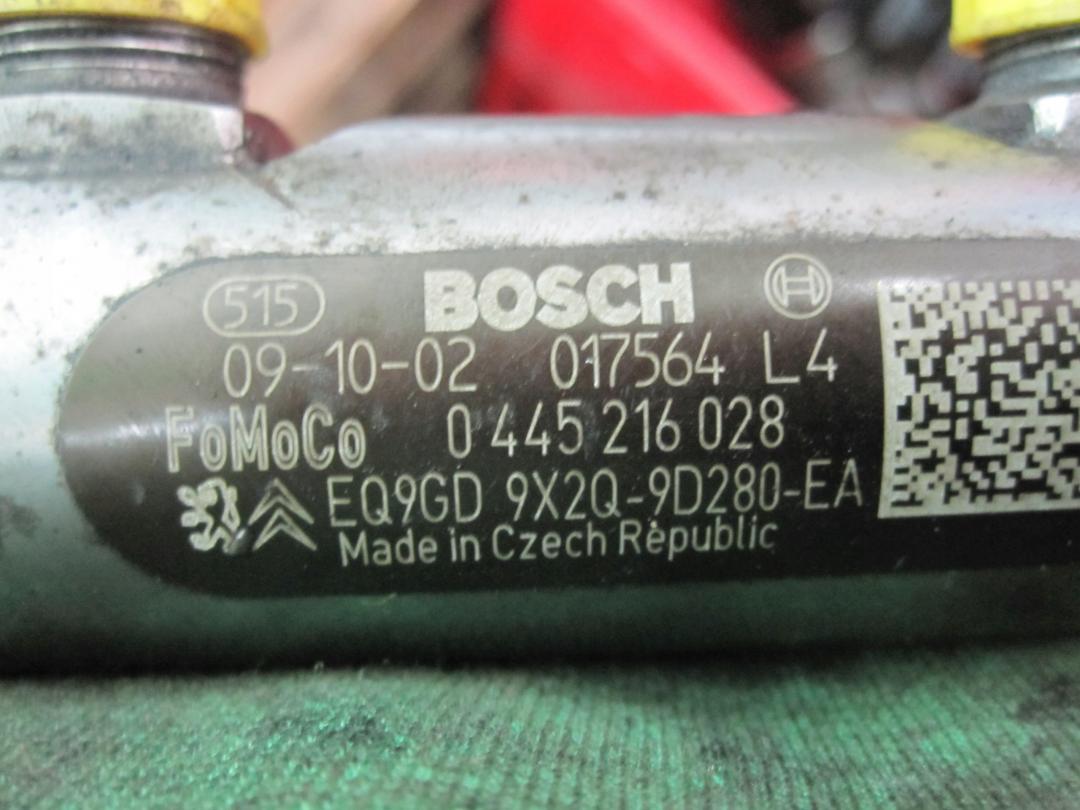 515 BOSCH
09-10-02 017564 L4
FoMoCo 0 445 216 028
EQ9GD 9X2Q-9D280-EA
Made in Czech Republic